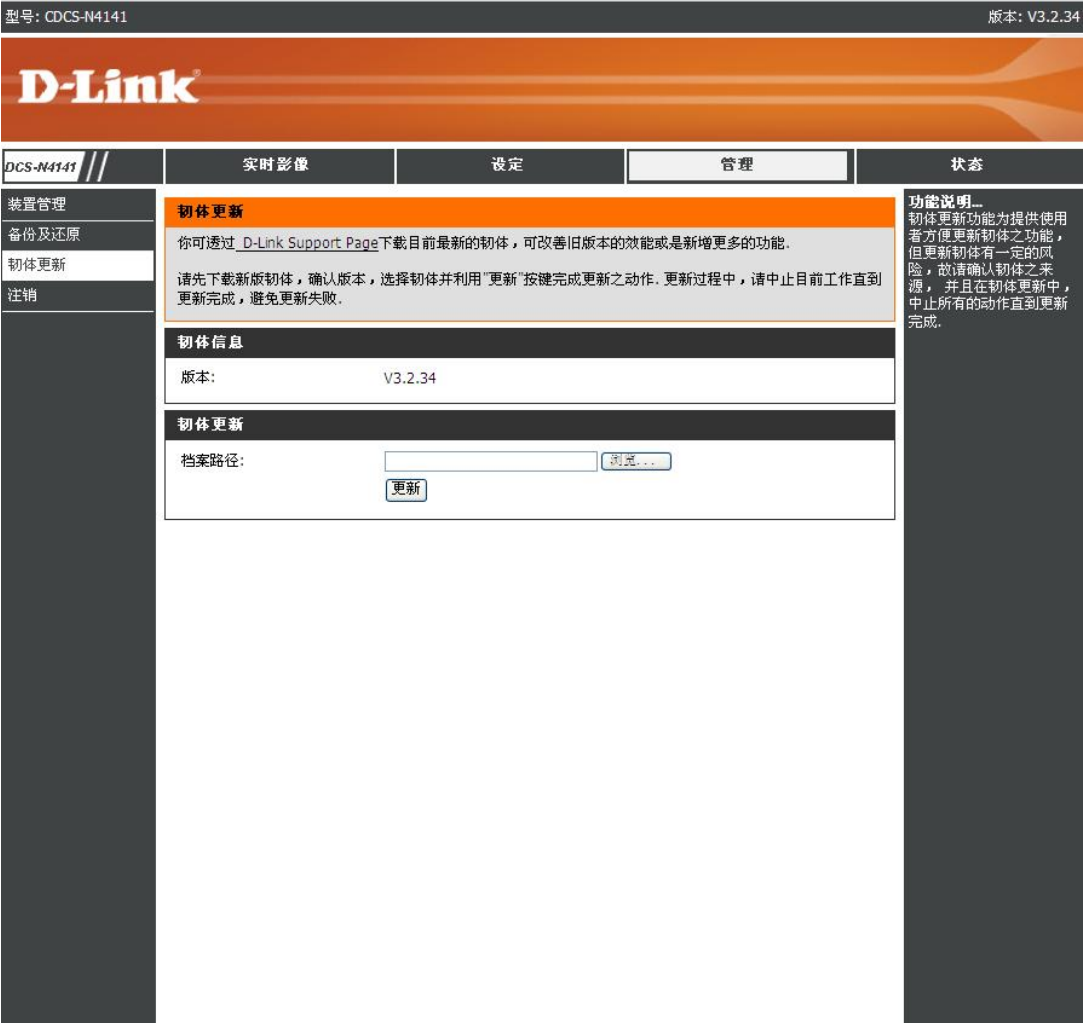 型号: CDCS-N4141
版本: V3.2.34
D-Link®
DCS-N4141
实时影像
设定
管理
状态
装置管理
备份及还原
韧体更新
注销
韧体更新
你可透过 D-Link Support Page下载目前最新的韧体，可改善旧版本的效能或是新增更多的功能.
请先下载新版韧体，确认版本，选择韧体并利用"更新"按键完成更新之动作. 更新过程中，请中止目前工作直到
更新完成，避免更新失败.
韧体信息
版本:
V3.2.34
韧体更新
档案路径:
浏览...
更新
功能说明...
韧体更新功能为提供使用
者方便更新韧体之功能，
但更新韧体有一定的风
险，故请确认韧体之来
源， 并且在韧体更新中，
中止所有的动作直到更新
完成.